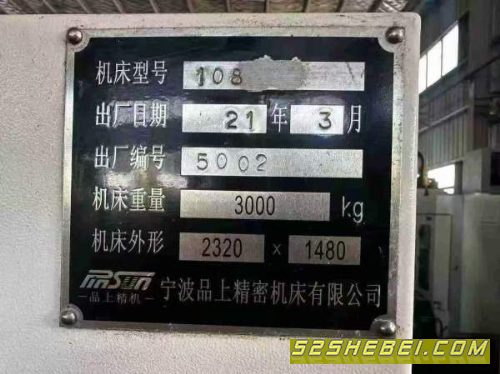 机床型号 108
出厂日期 21 年 3 月
出厂编号 5002
机床重量 3000 kg
机床外形 2320 x 1480
PINSUN
品上精机
宁波品上精密机床有限公司
52SHEBEI.COM